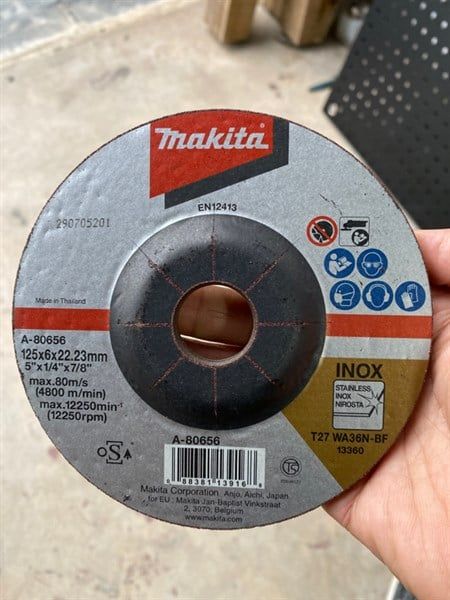 Makita
EN12413
290705201
Made in Thailand
A-80656
125x6x22.23mm
5"x1/4"x7/8"
max.80m/s
(4800 m/min)
max.12250min-1
(12250rpm)
INOX
STAINLESS
INOX
NIROSTA
T27 WA36N-BF
13360
oSA
A-80656
0 88381 13916 8
Makita Corporation Anjo, Aichi, Japan
for EU : Makita Jan-Baptist Vinkstraat
2, 3070, Belgium
www.makita.com